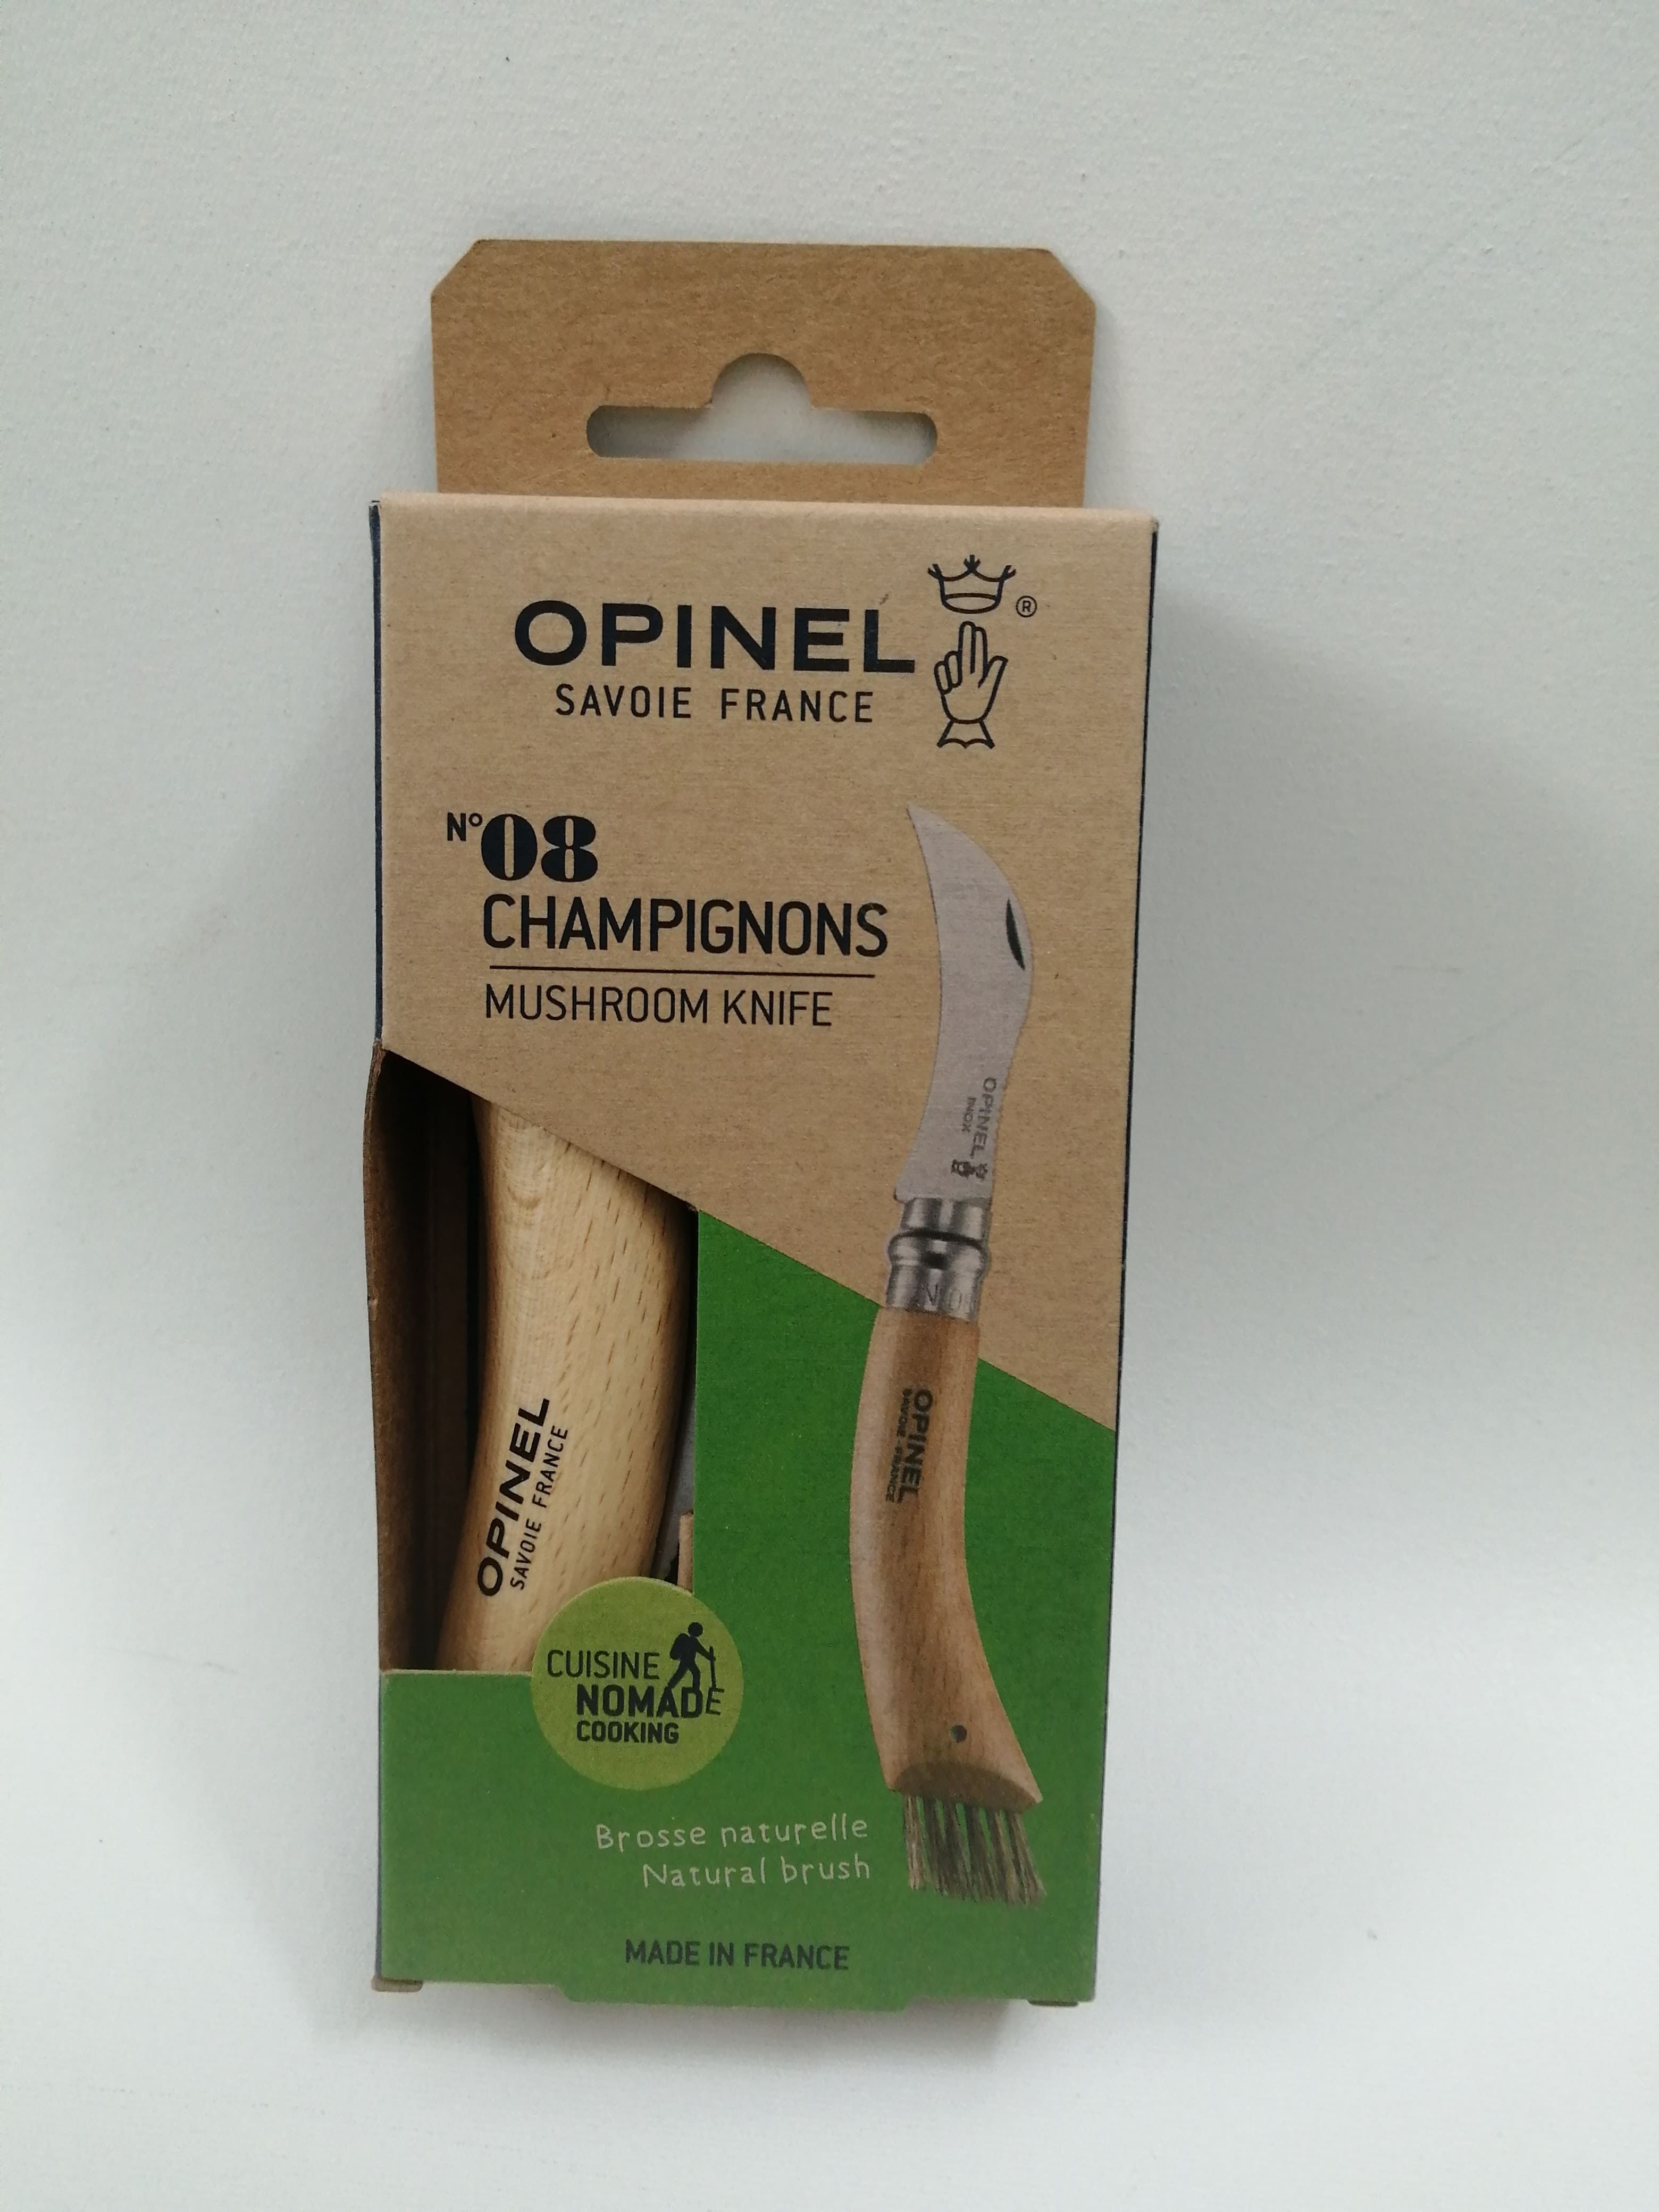 OPINEL ®
SAVOIE FRANCE
N°08
CHAMPIGNONS
MUSHROOM KNIFE
OPINEL
INOX
N 0
OPINEL
SAVOIE FRANCE
OPINEL
SAVOIE FRANCE
CUISINE
NOMADE
COOKING
Brosse naturelle
Natural brush
MADE IN FRANCE